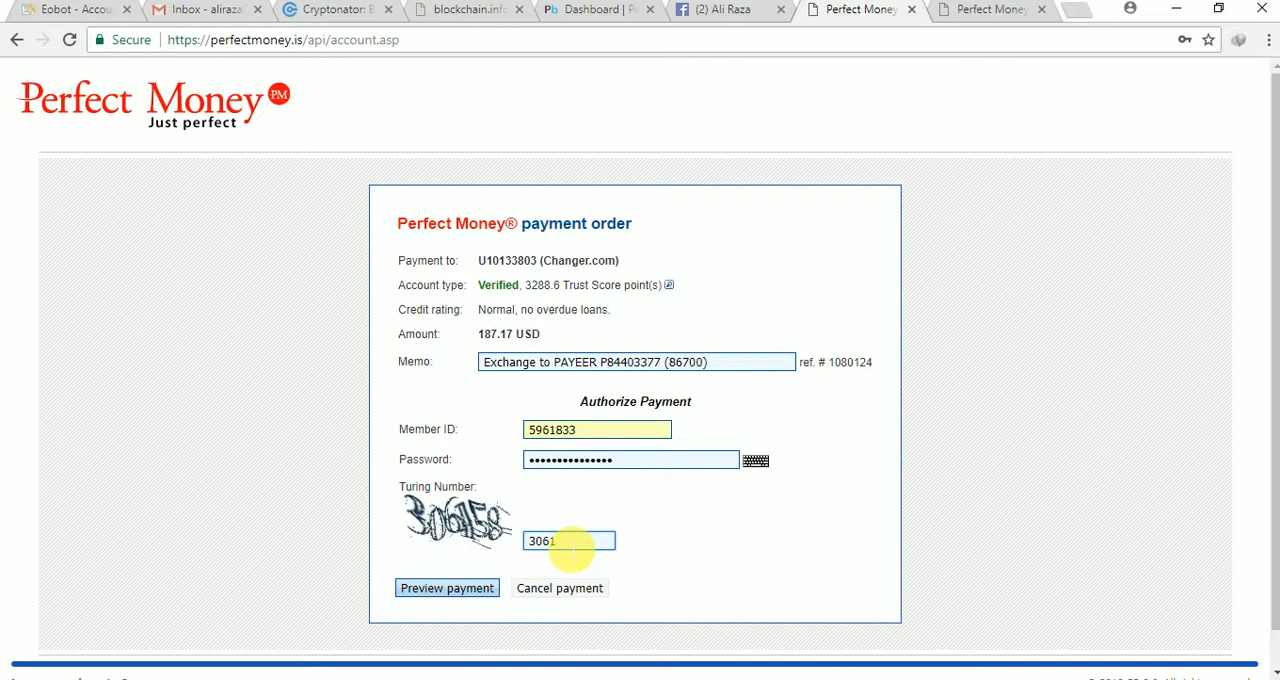 Eobot - Accou
Inbox - aliraza
Cryptonator: B
blockchain.inf
Dashboard | P
(2) Ali Raza
Perfect Money
Perfect Money
Secure
https://perfectmoney.is/api/account.asp
Perfect Money PM
Just perfect
Perfect Money® payment order
Payment to: U10133803 (Changer.com)
Account type: Verified, 3288.6 Trust Score point(s)
Credit rating: Normal, no overdue loans.
Amount: 187.17 USD
Memo: Exchange to PAYEER P84403377 (86700) ref. # 1080124
Authorize Payment
Member ID: 5961833
Password: •••••••••••••••
Turing Number:
306158
3061
Preview payment Cancel payment